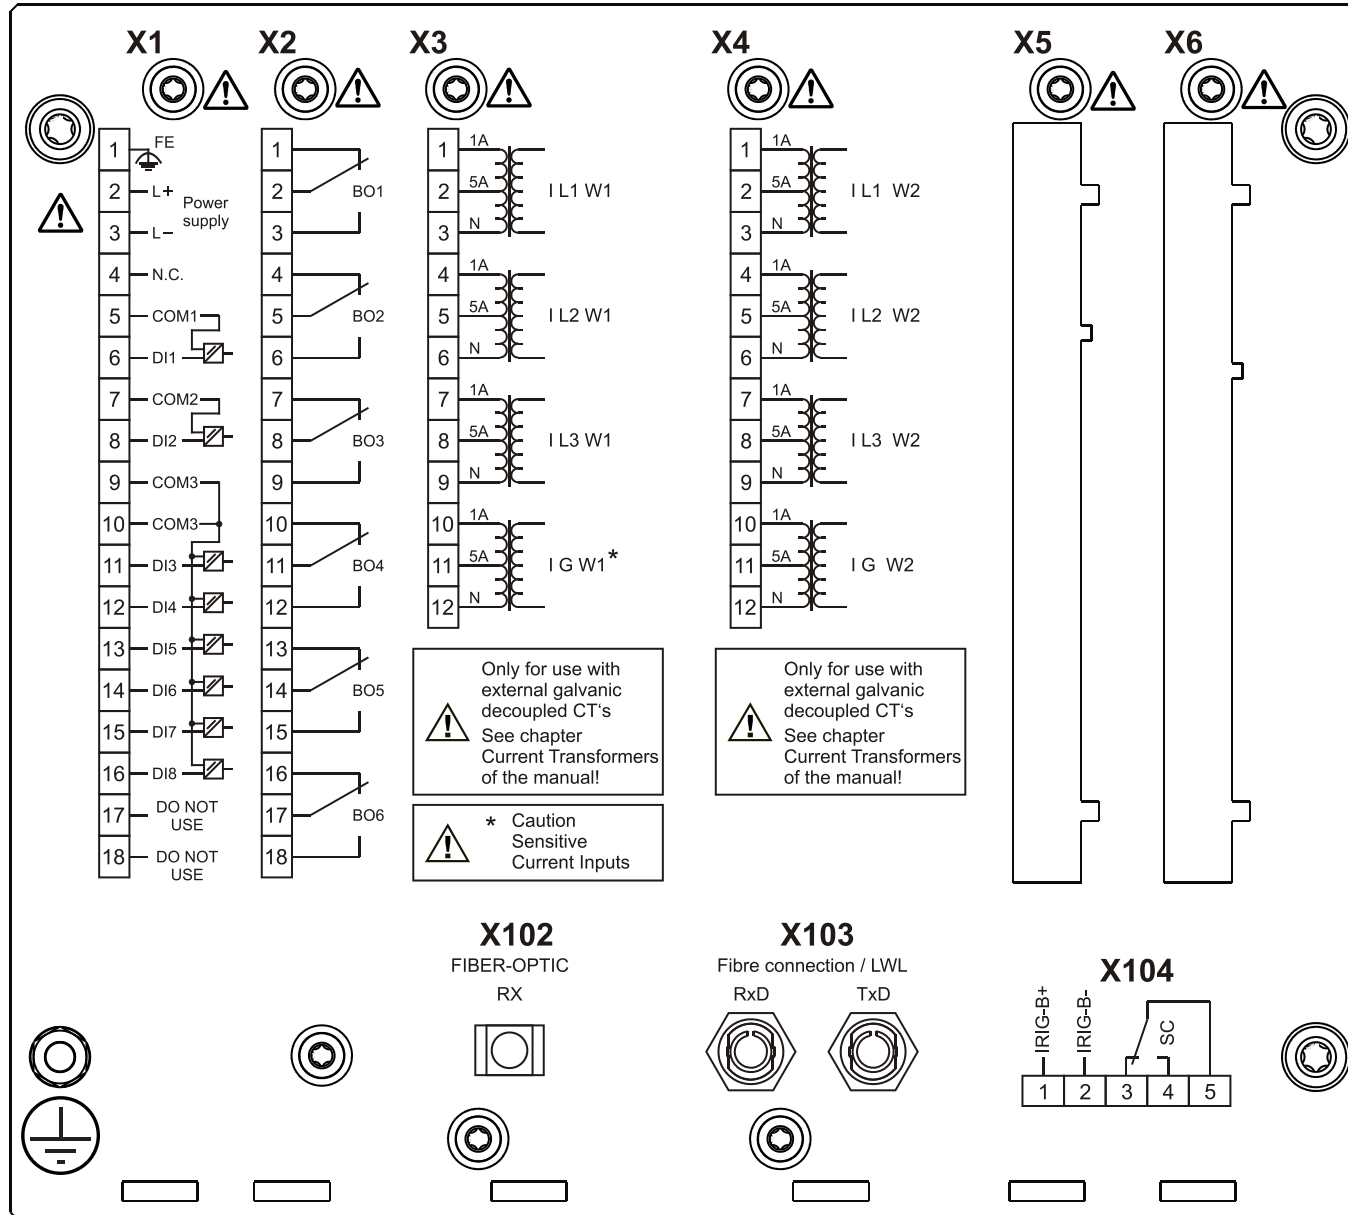 X1
X2
X3
X4
X5
X6
1
FE
2
L+
Power
supply
3
L−
4
N.C.
5
COM1
6
DI1
7
COM2
8
DI2
9
COM3
10
COM3
11
DI3
12
DI4
13
DI5
14
DI6
15
DI7
16
DI8
17
DO NOT
USE
18
DO NOT
USE
1
2
BO1
3
4
5
BO2
6
7
8
BO3
9
10
11
BO4
12
13
14
BO5
15
16
17
BO6
18
1
1A
2
5A
I L1 W1
3
N
4
1A
5
5A
I L2 W1
6
N
7
1A
8
5A
I L3 W1
9
N
10
1A
11
5A
I G W1*
12
N
Only for use with
external galvanic
decoupled CT‘s
See chapter
Current Transformers
of the manual!
* Caution
Sensitive
Current Inputs
1
1A
2
5A
I L1 W2
3
N
4
1A
5
5A
I L2 W2
6
N
7
1A
8
5A
I L3 W2
9
N
10
1A
11
5A
I G W2
12
N
Only for use with
external galvanic
decoupled CT‘s
See chapter
Current Transformers
of the manual!
X102
FIBER-OPTIC
RX
X103
Fibre connection / LWL
RxD TxD
X104
IRIG-B+
IRIG-B-
SC
1 2 3 4 5